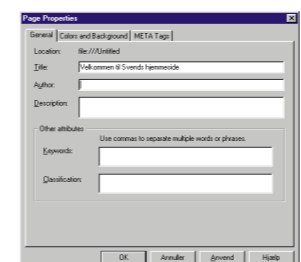 Page Properties
General Colors and Background META Tags
Location: file:///Untitled
Title: Velkommen til Svends hjemmeside
Author:
Description:
Other attributes
Use commas to separate multiple words or phrases.
Keywords:
Classification:
OK Annuller Anvend Hjælp